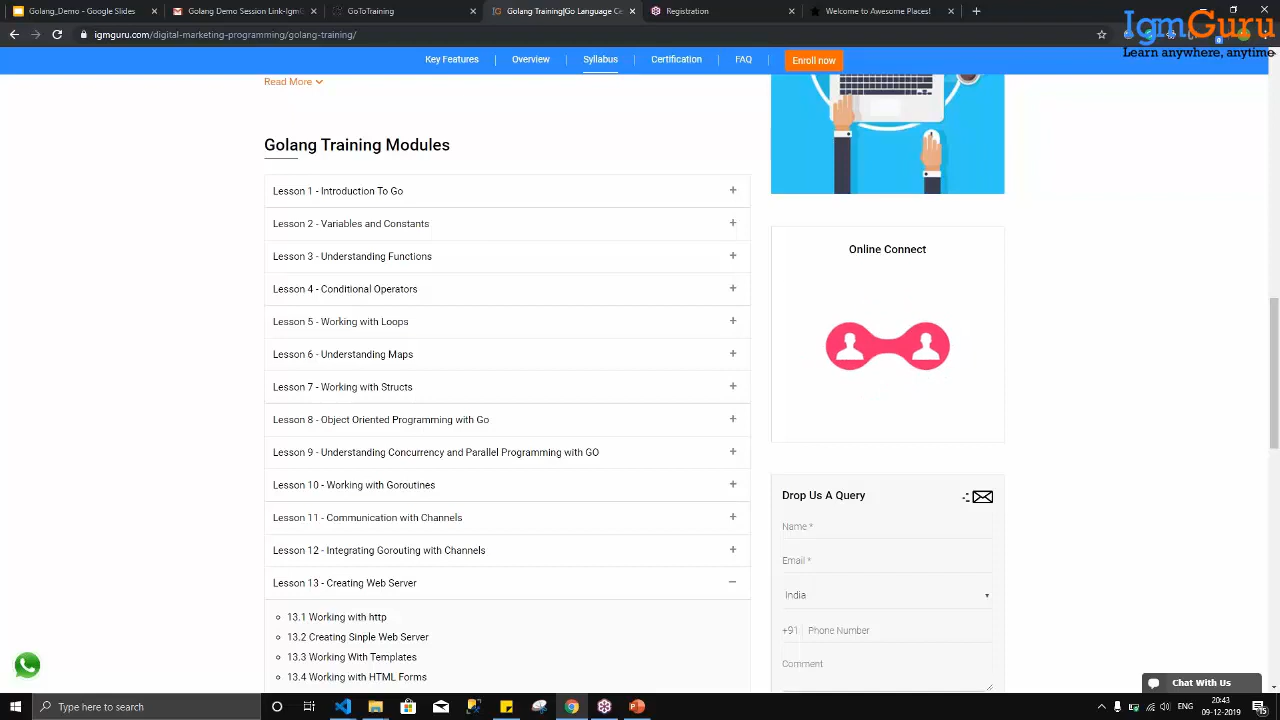 Golang_Demo - Google Slides
Golang Demo Session Link-hamm
GoToTraining
Golang Training|Go Language Ce
Registration
Welcome to Awesome Places!
igmguru.com/digital-marketing-programming/golang-training/
IgmGuru
Learn anywhere, anytime
Key Features
Overview
Syllabus
Certification
FAQ
Enroll now
Read More
Golang Training Modules
Lesson 1 - Introduction To Go
Lesson 2 - Variables and Constants
Lesson 3 - Understanding Functions
Lesson 4 - Conditional Operators
Lesson 5 - Working with Loops
Lesson 6 - Understanding Maps
Lesson 7 - Working with Structs
Lesson 8 - Object Oriented Programming with Go
Lesson 9 - Understanding Concurrency and Parallel Programming with GO
Lesson 10 - Working with Goroutines
Lesson 11 - Communication with Channels
Lesson 12 - Integrating Gorouting with Channels
Lesson 13 - Creating Web Server
13.1 Working with http
13.2 Creating Sinple Web Server
13.3 Working With Templates
13.4 Working with HTML Forms
Online Connect
Drop Us A Query
Name *
Email *
India
+91 Phone Number
Comment
Chat With Us
Type here to search
ENG
20:43
09-12-2019